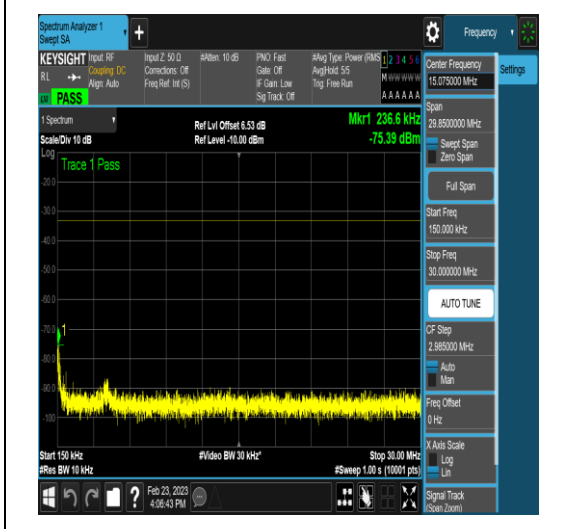 Spectrum Analyzer 1
Swept SA
+
Frequency
KEYSIGHT
RL
PASS
Input: RF
Coupling: DC
Align: Auto
Input Z: 50 Ω
Corrections: Off
Freq Ref: Int (S)
#Atten: 10 dB
PNO: Fast
Gate: Off
IF Gain: Low
Sig Track: Off
#Avg Type: Power (RMS
Avg|Hold: 5/5
Trig: Free Run
1 2 3 4 5 6
M W W W W W
A A A A A A
1 Spectrum
Scale/Div 10 dB
Log
Ref Lvl Offset 6.53 dB
Ref Level -10.00 dBm
Mkr1 236.6 kHz
-75.39 dBm
Trace 1 Pass
-20.0
-30.0
-40.0
-50.0
-60.0
-70.0
-80.0
-90.0
-100
1
Start 150 kHz
#Res BW 10 kHz
#Video BW 30 kHz*
Stop 30.00 MHz
#Sweep 1.00 s (10001 pts)
?
Feb 23, 2023
4:06:43 PM
Center Frequency
15.075000 MHz
Settings
Span
29.8500000 MHz
Swept Span
Zero Span
Full Span
Start Freq
150.000 kHz
Stop Freq
30.000000 MHz
AUTO TUNE
CF Step
2.985000 MHz
Auto
Man
Freq Offset
0 Hz
X Axis Scale
Log
Lin
Signal Track
(Span Zoom)